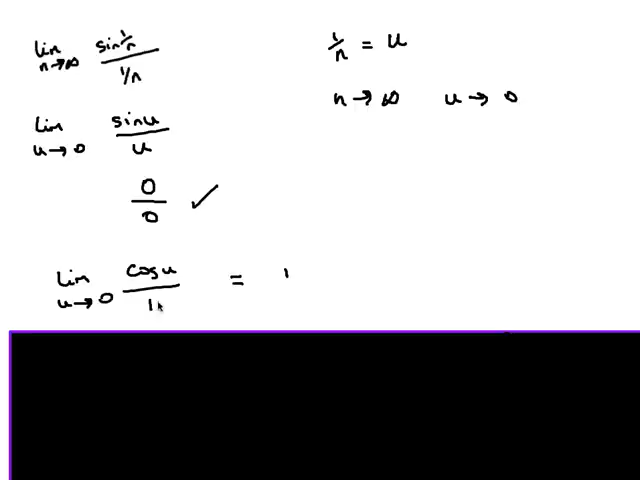 lim n→∞ sin 1/n / 1/n
1/n = u
n→∞ u→0
lim u→0 sin u / u
0/0 ✓
lim u→0 cos u / 1 = 1